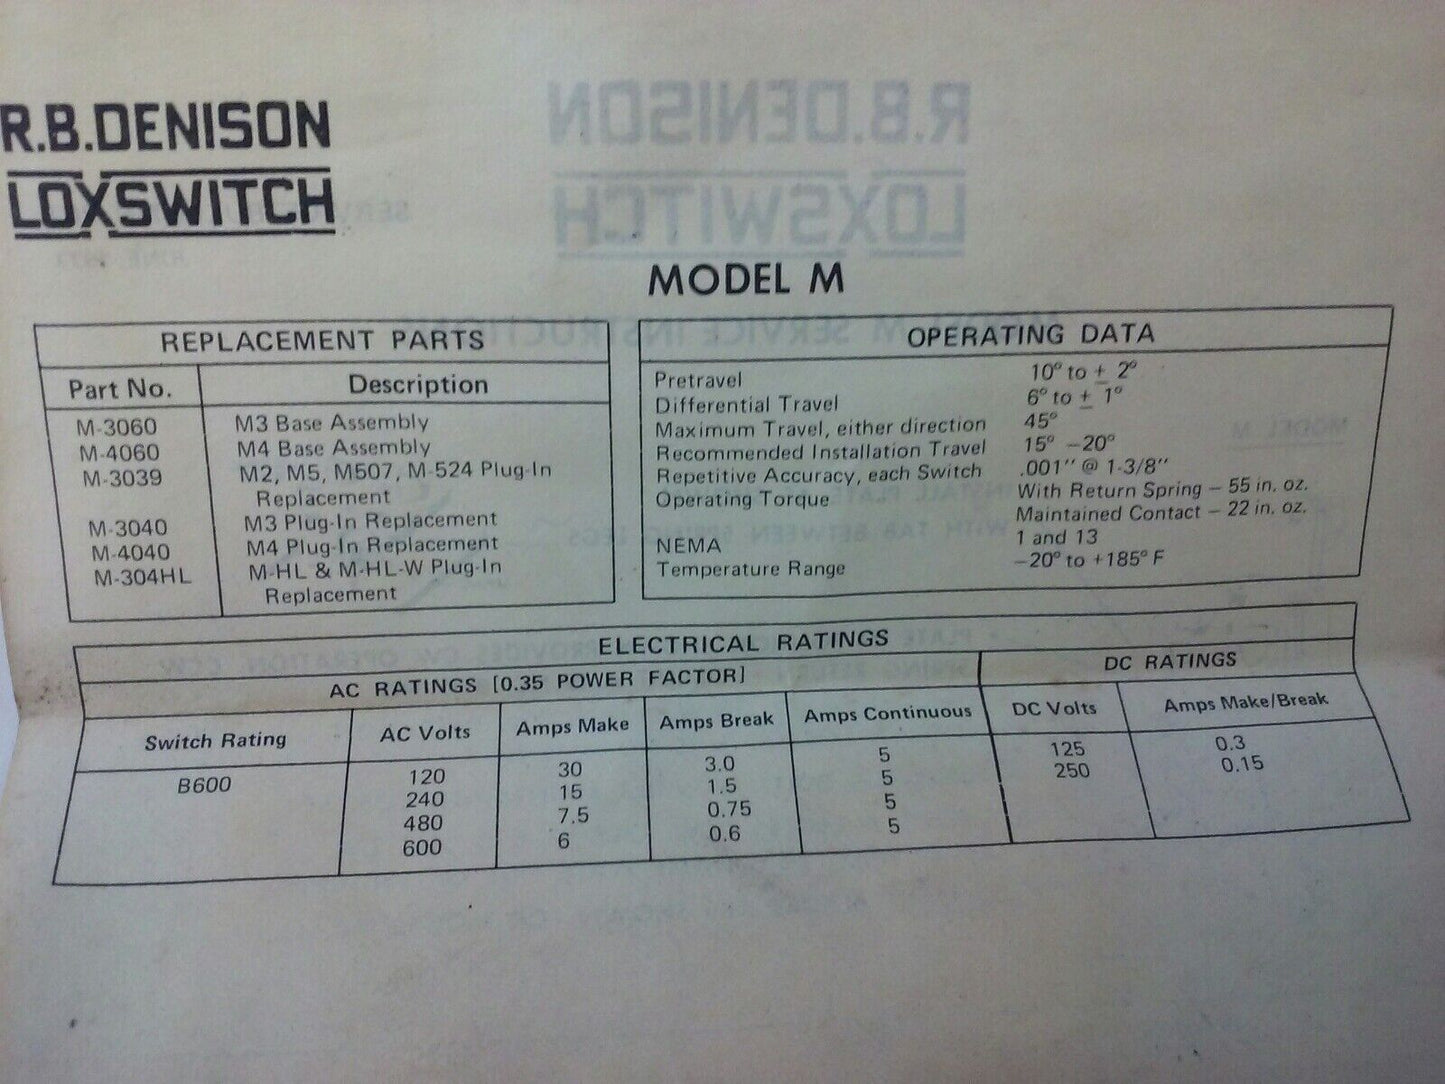 R.B.DENISON
LOXSWITCH
MODEL M
REPLACEMENT PARTS
Part No. Description
M-3060 M3 Base Assembly
M-4060 M4 Base Assembly
M-3039 M2, M5, M507, M-524 Plug-In
Replacement
M-3040 M3 Plug-In Replacement
M-4040 M4 Plug-In Replacement
M-304HL M-HL & M-HL-W Plug-In
Replacement
OPERATING DATA
Pretravel 10° to ± 2°
Differential Travel 6° to ± 1°
Maximum Travel, either direction 45°
Recommended Installation Travel 15° -20°
Repetitive Accuracy, each Switch .001" @ 1-3/8"
Operating Torque With Return Spring – 55 in. oz.
Maintained Contact – 22 in. oz.
NEMA 1 and 13
Temperature Range -20° to +185° F
ELECTRICAL RATINGS
AC RATINGS [0.35 POWER FACTOR] DC RATINGS
Switch Rating AC Volts Amps Make Amps Break Amps Continuous DC Volts Amps Make/Break
B600 120 30 3.0 5 125 0.3
240 15 1.5 5 250 0.15
480 7.5 0.75 5
600 6 0.6 5